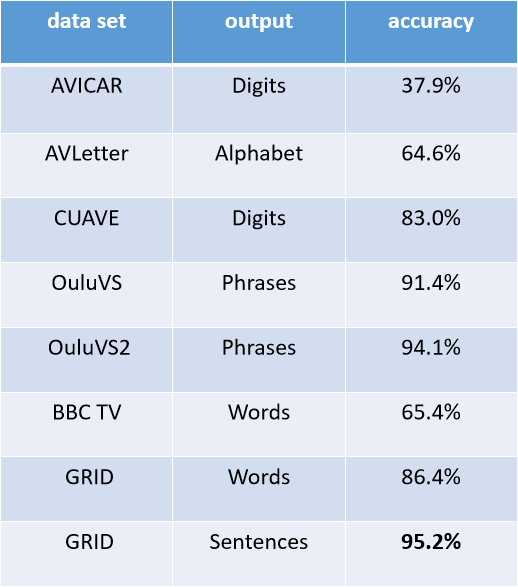 data set output accuracy
AVICAR Digits 37.9%
AVLetter Alphabet 64.6%
CUAVE Digits 83.0%
OuluVS Phrases 91.4%
OuluVS2 Phrases 94.1%
BBC TV Words 65.4%
GRID Words 86.4%
GRID Sentences 95.2%